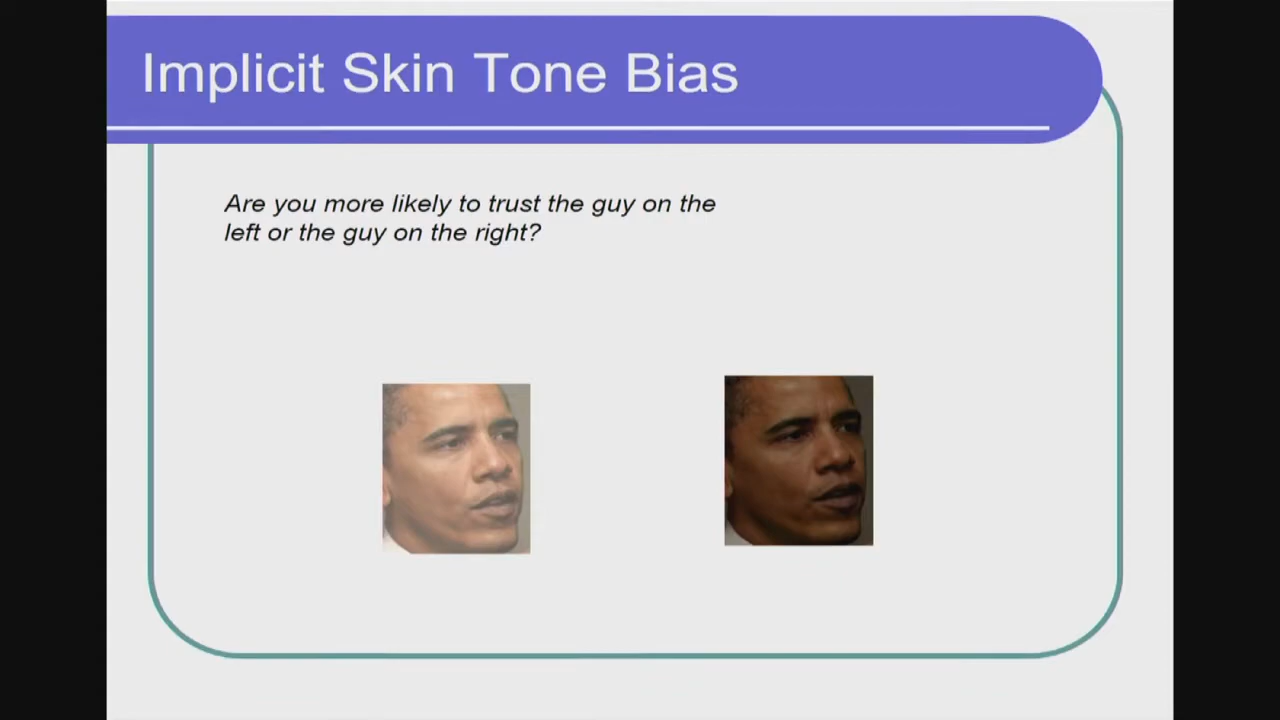 Implicit Skin Tone Bias
Are you more likely to trust the guy on the
left or the guy on the right?